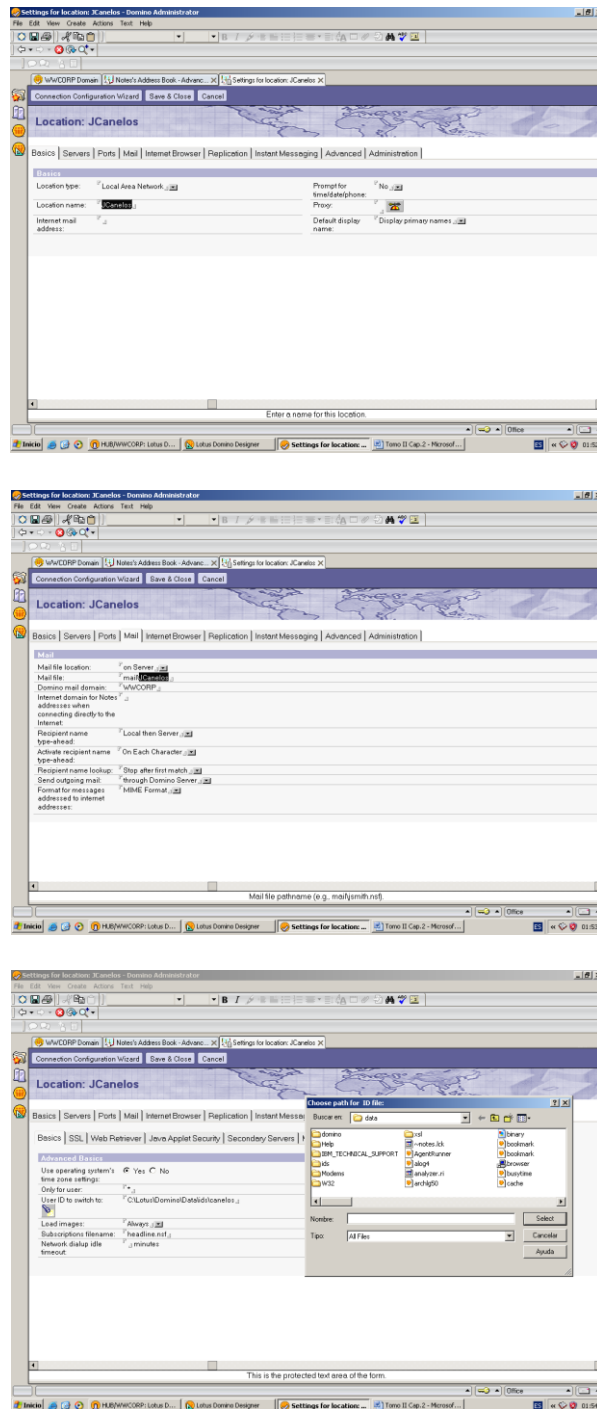 Settings for location: JCanelos - Domino Administrator
File Edit View Create Actions Text Help
WWCORP Domain Notes's Address Book - Advanc... Settings for location: JCanelos
Connection Configuration Wizard Save & Close Cancel
Location: JCanelos
Basics Servers Ports Mail Internet Browser Replication Instant Messaging Advanced Administration
Basics
Location type: Local Area Network Prompt for time/date/phone: No
Location name: JCanelos Proxy:
Internet mail address: Default display name: Display primary names
Enter a name for this location.
Office
Inicio HUB/WWCORP: Lotus D... Lotus Domino Designer Settings for location: ... Tomo II Cap.2 - Microsof... ES 01:52
Settings for location: JCanelos - Domino Administrator
File Edit View Create Actions Text Help
WWCORP Domain Notes's Address Book - Advanc... Settings for location: JCanelos
Connection Configuration Wizard Save & Close Cancel
Location: JCanelos
Basics Servers Ports Mail Internet Browser Replication Instant Messaging Advanced Administration
Mail
Mail file location: on Server
Mail file: mail\JCanelos
Domino mail domain: WWCORP
Internet domain for Notes
addresses when
connecting directly to the
Internet:
Recipient name Local then Server
type-ahead:
Activate recipient name On Each Character
type-ahead:
Recipient name lookup: Stop after first match
Send outgoing mail: through Domino Server
Format for messages MIME Format
addressed to internet
addresses:
Mail file pathname (e.g., mail\jsmith.nsf).
Office
Inicio HUB/WWCORP: Lotus D... Lotus Domino Designer Settings for location: ... Tomo II Cap.2 - Microsof... ES 01:53
Settings for location: JCanelos - Domino Administrator
File Edit View Create Actions Text Help
WWCORP Domain Notes's Address Book - Advanc... Settings for location: JCanelos
Connection Configuration Wizard Save & Close Cancel
Location: JCanelos
Basics Servers Ports Mail Internet Browser Replication Instant Messa
Basics SSL Web Retriever Java Applet Security Secondary Servers
Advanced Basics
Use operating system's Yes No
time zone settings:
Only for user: *
User ID to switch to: C:\Lotus\Domino\Data\ids\canelos
Load images: Always
Subscriptions filename: headline.nsf
Network dialup idle minutes
timeout:
Choose path for ID file:
Buscar en: data
domino xsl binary
Help ~notes.lck bookmark
IBM_TECHNICAL_SUPPORT AgentRunner bookmark
ids alog4 browser
Modems analyzer.ri busytime
W32 archlg50 cache
Nombre: Select
Tipo: All Files Cancelar
Ayuda
This is the protected text area of the form.
Office
Inicio HUB/WWCORP: Lotus D... Lotus Domino Designer Settings for location: ... Tomo II Cap.2 - Microsof... ES 01:54